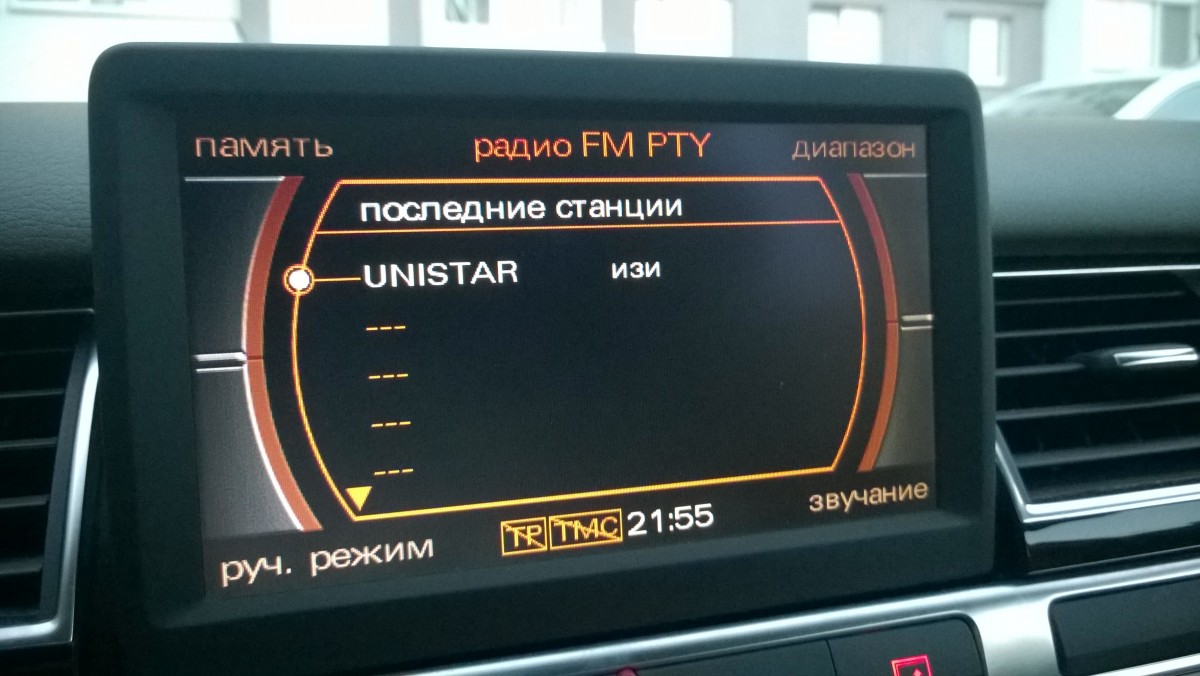 память радио FM PTY диапазон
последние станции
UNISTAR изи
---
---
---
---
руч. режим TP TMC 21:55 звучание